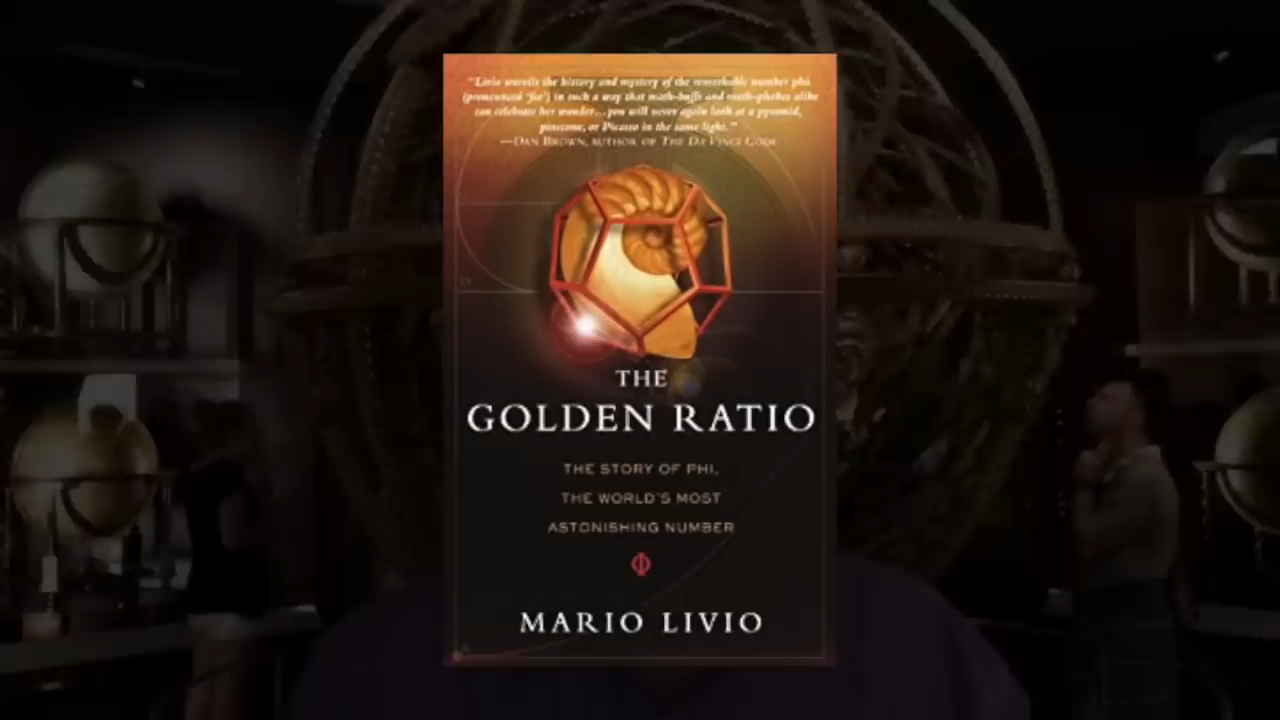 "Livio unveils the history and mystery of the remarkable number phi
(pronounced 'fee') in such a way that math-buffs and math-phobes alike
can celebrate her wonder...you will never again look at a pyramid,
pinecone, or Picasso in the same light."
—DAN BROWN, AUTHOR OF THE DA VINCI CODE
THE
GOLDEN RATIO
THE STORY OF PHI,
THE WORLD'S MOST
ASTONISHING NUMBER
Φ
MARIO LIVIO